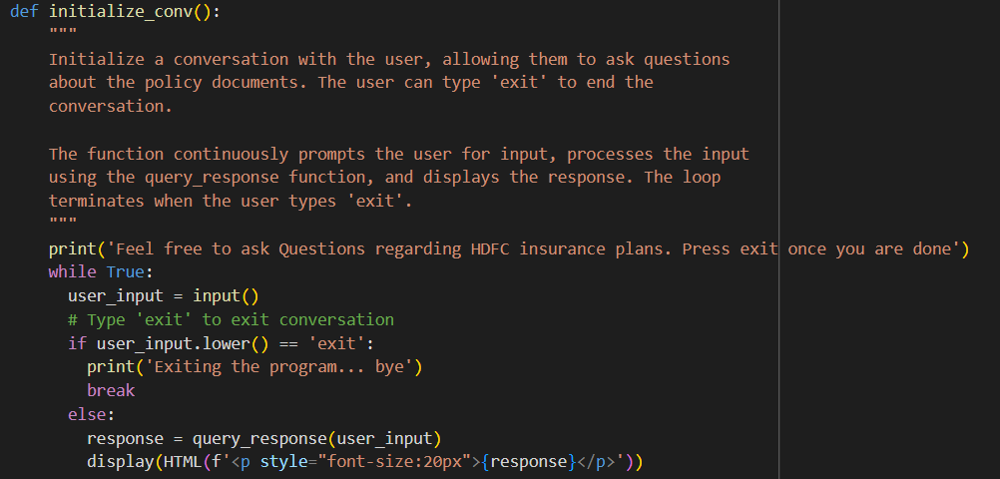 def initialize_conv():
    """
    Initialize a conversation with the user, allowing them to ask questions
    about the policy documents. The user can type 'exit' to end the
    conversation.

    The function continuously prompts the user for input, processes the input
    using the query_response function, and displays the response. The loop
    terminates when the user types 'exit'.
    """
    print('Feel free to ask Questions regarding HDFC insurance plans. Press exit once you are done')
    while True:
      user_input = input()
      # Type 'exit' to exit conversation
      if user_input.lower() == 'exit':
        print('Exiting the program... bye')
        break
      else:
        response = query_response(user_input)
        display(HTML(f'<p style="font-size:20px">{response}</p>'))